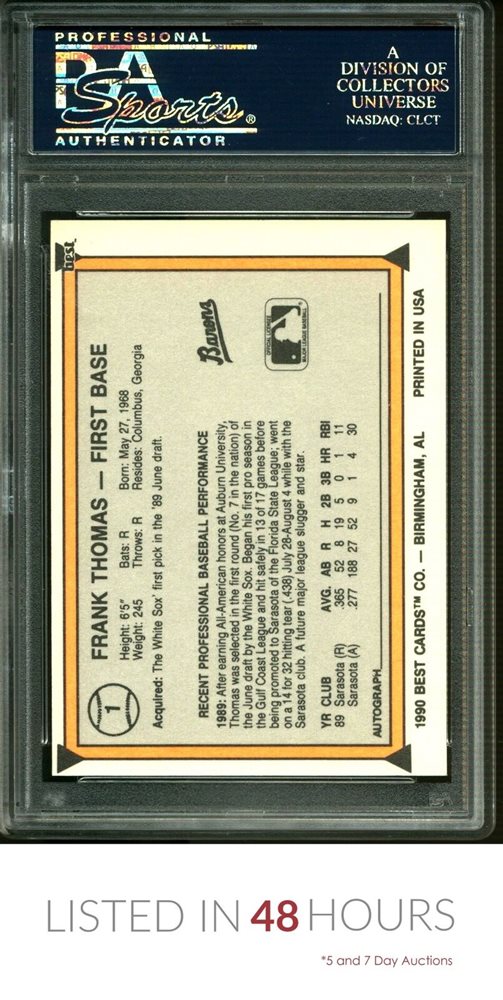 PROFESSIONAL
PSA
Sports®
AUTHENTICATOR
A
DIVISION OF
COLLECTORS
UNIVERSE
NASDAQ: CLCT
best
1
FRANK THOMAS — FIRST BASE
Height: 6'5" Bats: R Born: May 27, 1968
Weight: 245 Throws: R Resides: Columbus, Georgia
Acquired: The White Sox' first pick in the '89 June draft.
Barons
OFFICIAL LICENSEE
MAJOR LEAGUE BASEBALL
RECENT PROFESSIONAL BASEBALL PERFORMANCE
1989: After earning All-American honors at Auburn University,
Thomas was selected in the first round (No. 7 in the nation) of
the June draft by the White Sox. Began his first pro season in
the Gulf Coast League and hit safely in 13 of 17 games before
being promoted to Sarasota of the Florida State League; went
on a 14 for 32 hitting tear (.438) July 28-August 4 while with the
Sarasota club. A future major league slugger and star.
YR CLUB AVG. AB R H 2B 3B HR RBI
89 Sarasota (R) .365 52 8 19 5 0 1 11
Sarasota (A) .277 188 27 52 9 1 4 30
AUTOGRAPH
1990 BEST CARDS™ CO. — BIRMINGHAM, AL PRINTED IN USA
LISTED IN 48 HOURS
*5 and 7 Day Auctions